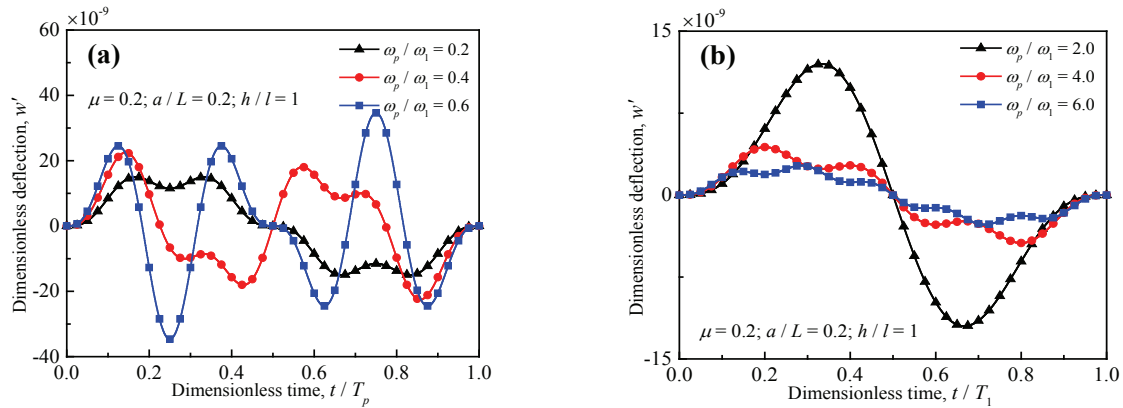 ×10⁻⁹
60
40
20
0
-20
-40
Dimensionless deflection, w′
(a)
ωp / ω1 = 0.2
ωp / ω1 = 0.4
ωp / ω1 = 0.6
μ = 0.2; a / L = 0.2; h / l = 1
0.0 0.2 0.4 0.6 0.8 1.0
Dimensionless time, t / Tp
×10⁻⁹
15
0
-15
Dimensionless deflection, w′
(b)
ωp / ω1 = 2.0
ωp / ω1 = 4.0
ωp / ω1 = 6.0
μ = 0.2; a / L = 0.2; h / l = 1
0.0 0.2 0.4 0.6 0.8 1.0
Dimensionless time, t / T1